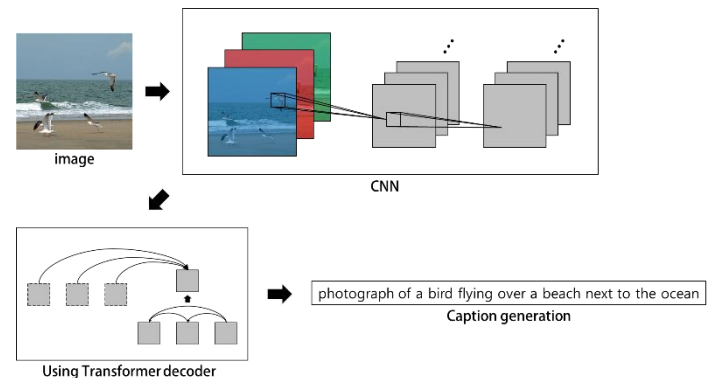 image
CNN
Using Transformer decoder
photograph of a bird flying over a beach next to the ocean
Caption generation